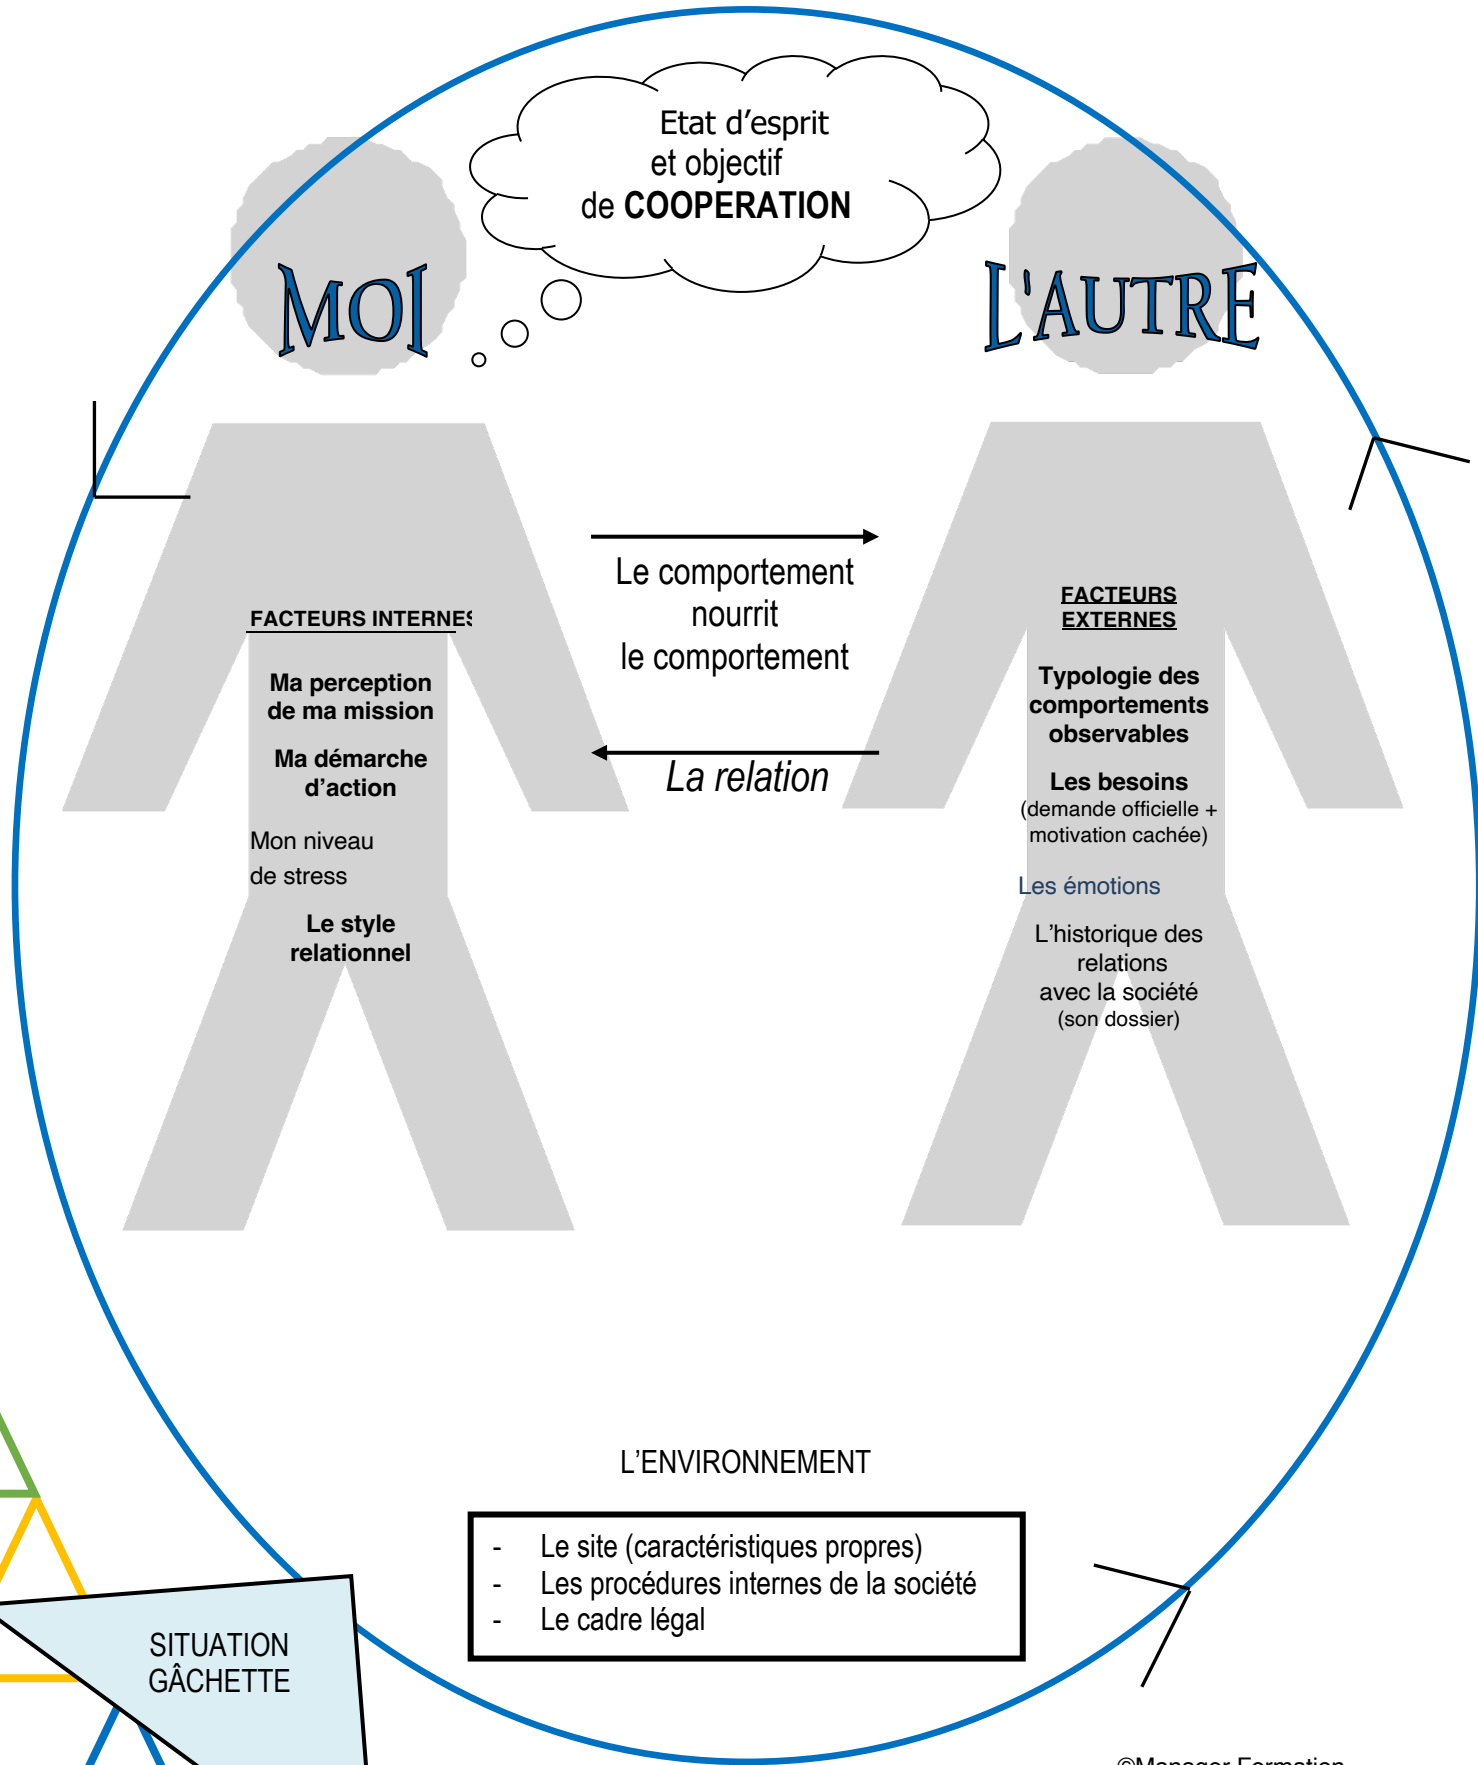 Etat d'esprit
et objectif
de COOPERATION
MOI
L'AUTRE
Le comportement
nourrit
le comportement
La relation
FACTEURS INTERNES
Ma perception
de ma mission
Ma démarche
d'action
Mon niveau
de stress
Le style
relationnel
FACTEURS
EXTERNES
Typologie des
comportements
observables
Les besoins
(demande officielle +
motivation cachée)
Les émotions
L'historique des
relations
avec la société
(son dossier)
L'ENVIRONNEMENT
- Le site (caractéristiques propres)
- Les procédures internes de la société
- Le cadre légal
SITUATION
GÂCHETTE
©Manager Formation